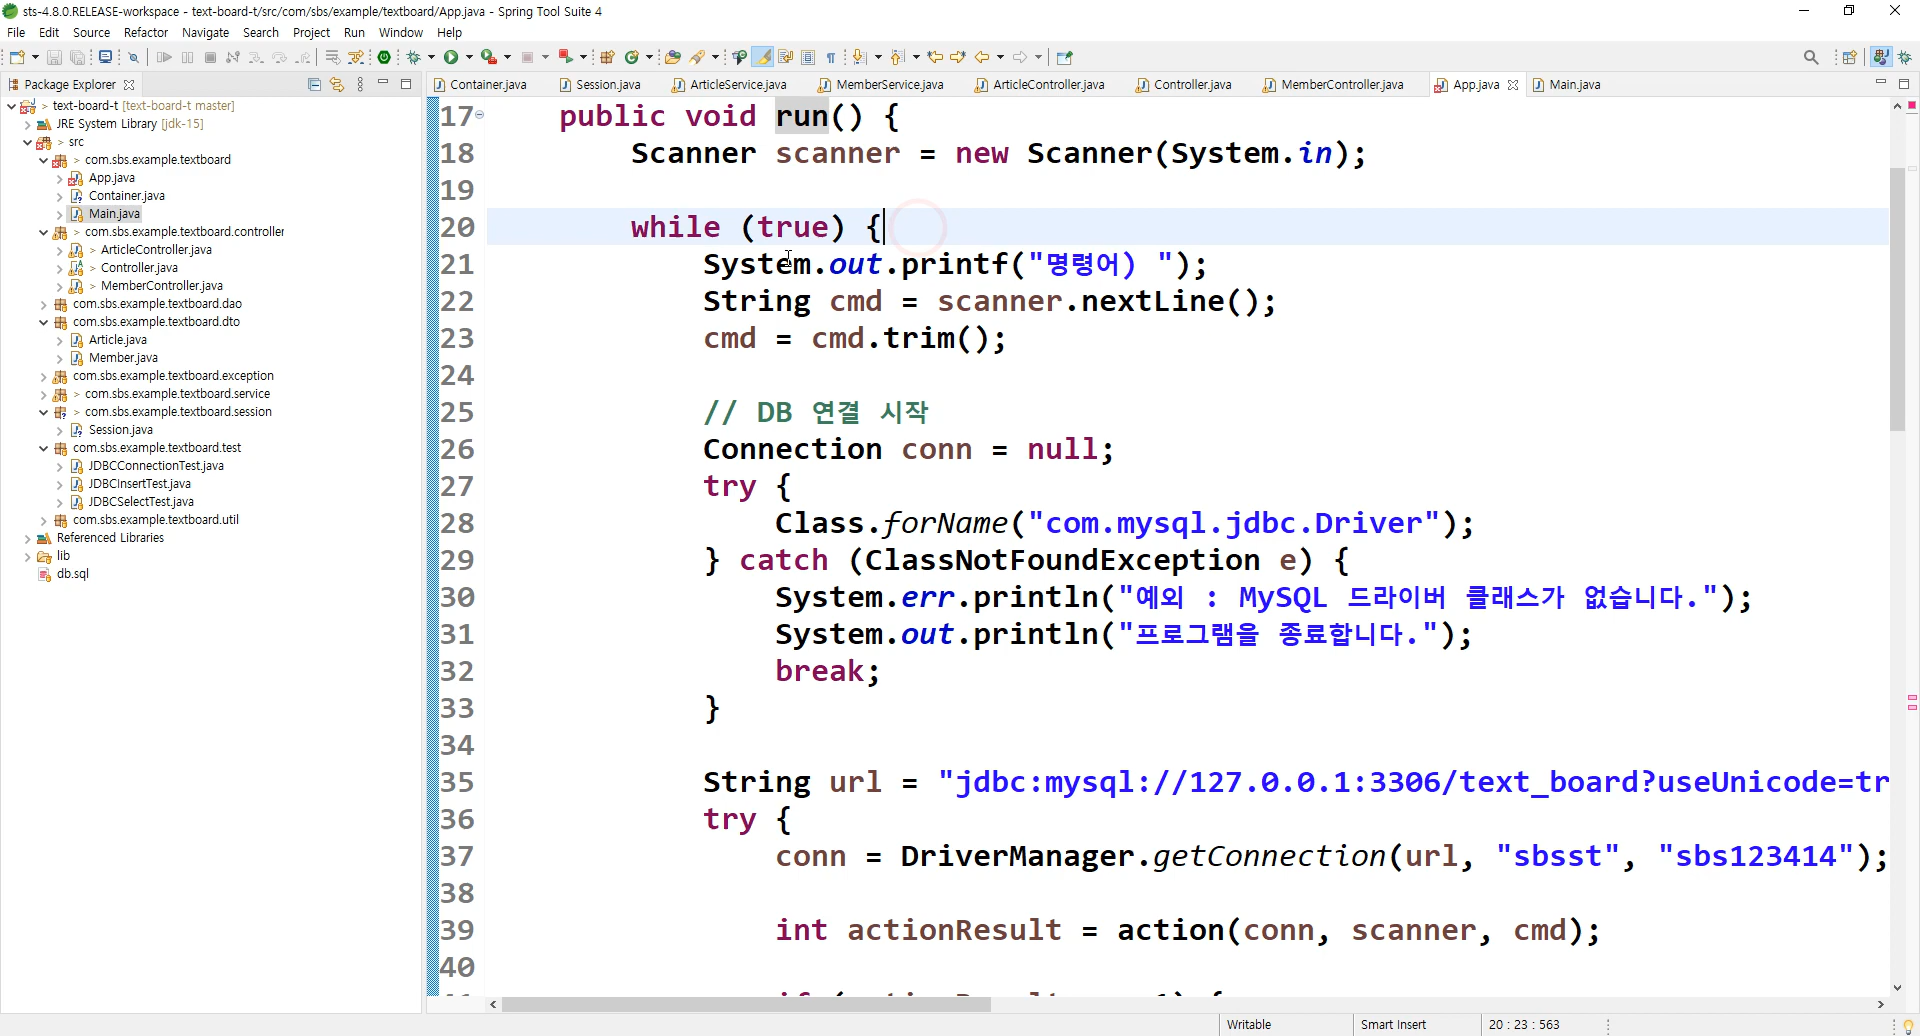 sts-4.8.0.RELEASE-workspace - text-board-t/src/com/sbs/example/textboard/App.java - Spring Tool Suite 4
File Edit Source Refactor Navigate Search Project Run Window Help
Package Explorer
Container.java Session.java ArticleService.java MemberService.java ArticleController.java Controller.java MemberController.java App.java Main.java
> text-board-t [text-board-t master]
JRE System Library [jdk-15]
> src
> com.sbs.example.textboard
App.java
Container.java
Main.java
> com.sbs.example.textboard.controller
> ArticleController.java
> Controller.java
> MemberController.java
com.sbs.example.textboard.dao
com.sbs.example.textboard.dto
Article.java
Member.java
com.sbs.example.textboard.exception
> com.sbs.example.textboard.service
> com.sbs.example.textboard.session
Session.java
com.sbs.example.textboard.test
JDBCConnectionTest.java
JDBCInsertTest.java
JDBCSelectTest.java
com.sbs.example.textboard.util
Referenced Libraries
lib
db.sql
17 public void run() {
18 Scanner scanner = new Scanner(System.in);
19
20 while (true) {
21 System.out.printf("명령어) ");
22 String cmd = scanner.nextLine();
23 cmd = cmd.trim();
24
25 // DB 연결 시작
26 Connection conn = null;
27 try {
28 Class.forName("com.mysql.jdbc.Driver");
29 } catch (ClassNotFoundException e) {
30 System.err.println("예외 : MySQL 드라이버 클래스가 없습니다.");
31 System.out.println("프로그램을 종료합니다.");
32 break;
33 }
34
35 String url = "jdbc:mysql://127.0.0.1:3306/text_board?useUnicode=tr
36 try {
37 conn = DriverManager.getConnection(url, "sbsst", "sbs123414");
38
39 int actionResult = action(conn, scanner, cmd);
40
Writable Smart Insert 20 : 23 : 563